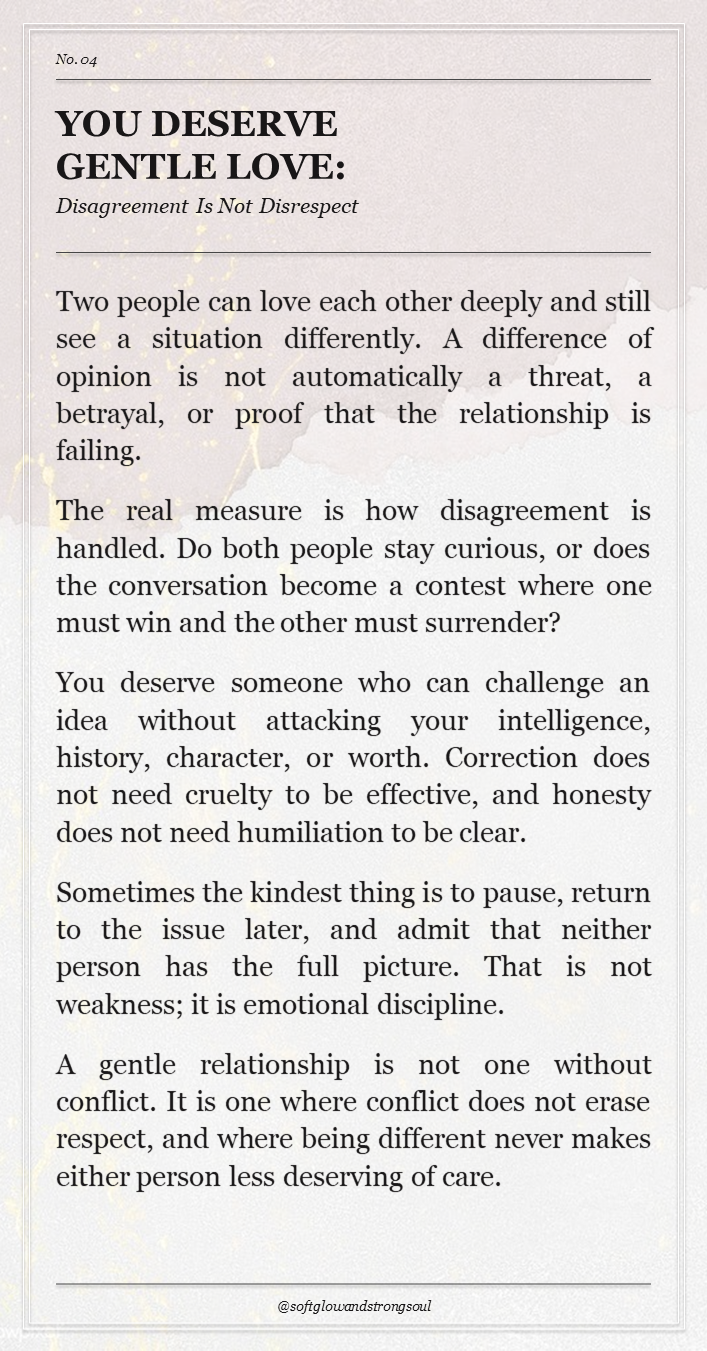 No. 04
YOU DESERVE
GENTLE LOVE:
Disagreement Is Not Disrespect
Two people can love each other deeply and still
see a situation differently. A difference of
opinion is not automatically a threat, a
betrayal, or proof that the relationship is
failing.
The real measure is how disagreement is
handled. Do both people stay curious, or does
the conversation become a contest where one
must win and the other must surrender?
You deserve someone who can challenge an
idea without attacking your intelligence,
history, character, or worth. Correction does
not need cruelty to be effective, and honesty
does not need humiliation to be clear.
Sometimes the kindest thing is to pause, return
to the issue later, and admit that neither
person has the full picture. That is not
weakness; it is emotional discipline.
A gentle relationship is not one without
conflict. It is one where conflict does not erase
respect, and where being different never makes
either person less deserving of care.
@softglowandstrongsoul